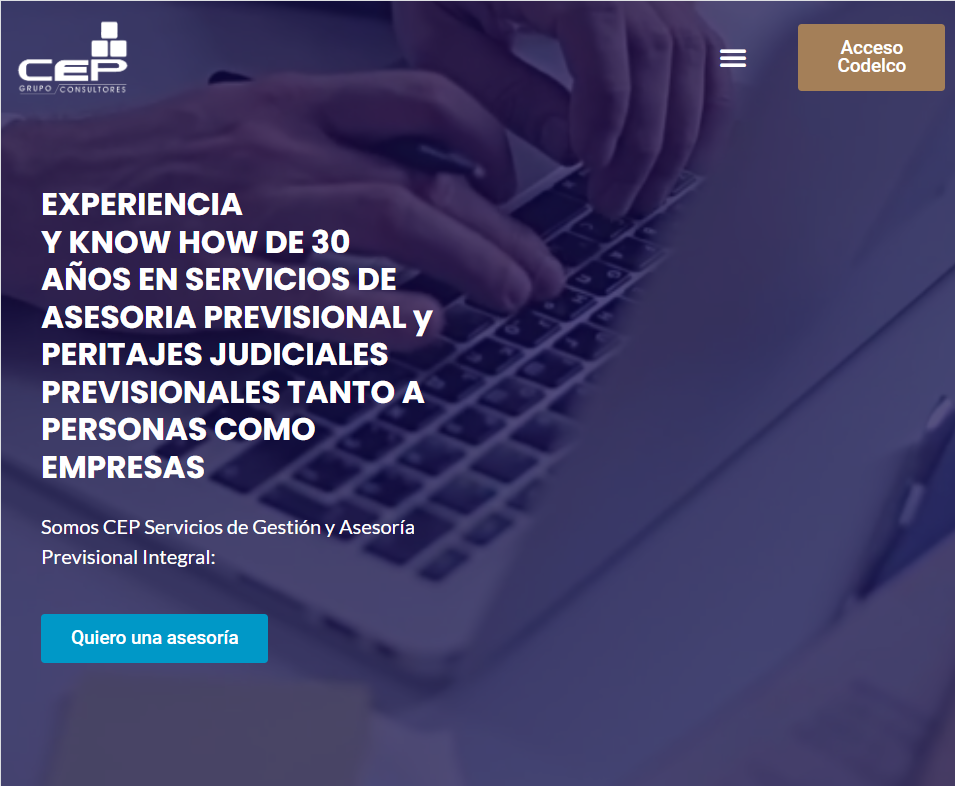 CEP
GRUPO / CONSULTORES
Acceso
Codelco
EXPERIENCIA
Y KNOW HOW DE 30
AÑOS EN SERVICIOS DE
ASESORIA PREVISIONAL y
PERITAJES JUDICIALES
PREVISIONALES TANTO A
PERSONAS COMO
EMPRESAS
Somos CEP Servicios de Gestión y Asesoría
Previsional Integral:
Quiero una asesoría